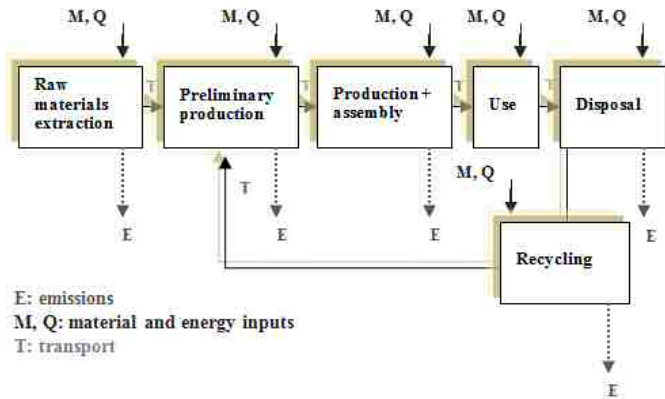 M, Q M, Q M, Q M, Q M, Q
Raw
materials
extraction
T
Preliminary
production
T
Production +
assembly
T
Use
T
Disposal
T
M, Q
E E E E
Recycling
E: emissions
M, Q: material and energy inputs
T: transport
E